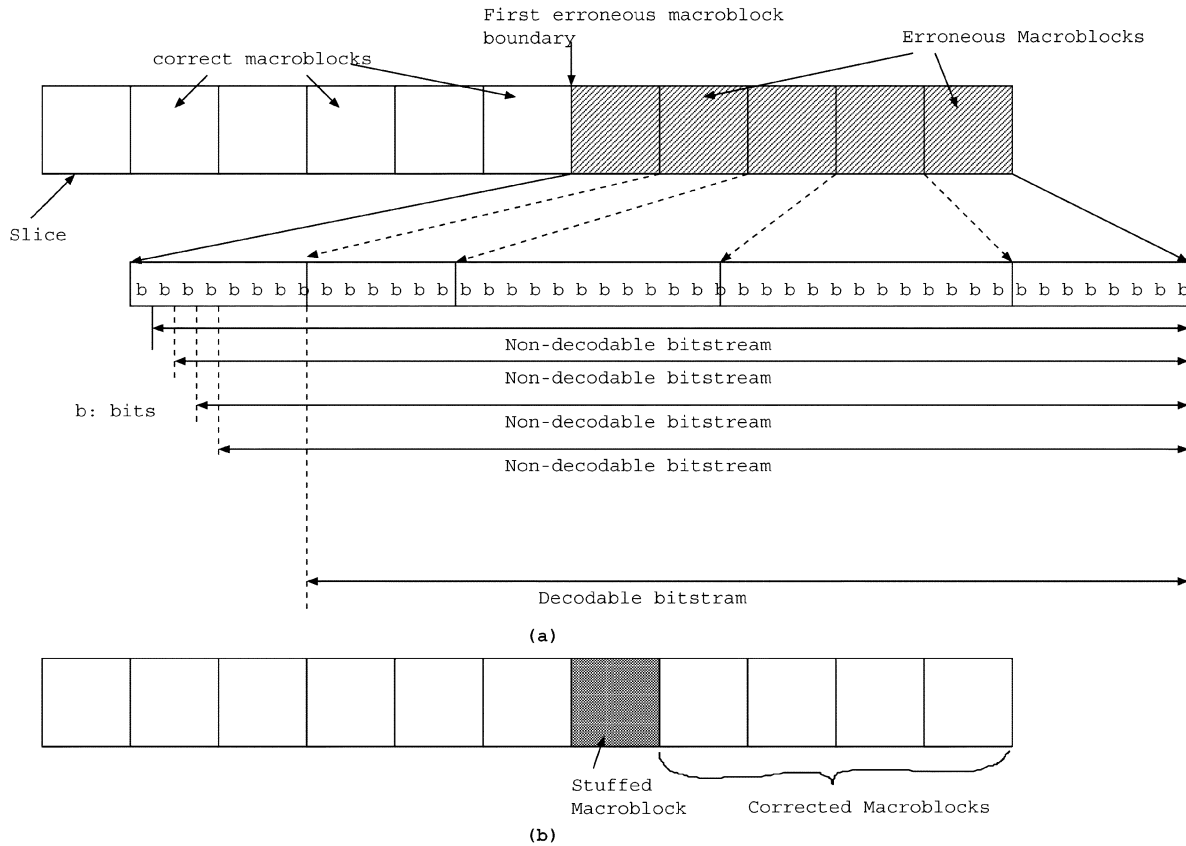 First erroneous macroblock
boundary
Erroneous Macroblocks
correct macroblocks
Slice
b b b b b b b b b b b b b b b b b b b b b b b b b b b b b b b b b b b b b b b b b b b b b b b b
Non-decodable bitstream
Non-decodable bitstream
b: bits
Non-decodable bitstream
Non-decodable bitstream
Decodable bitstram
(a)
Stuffed
Macroblock
Corrected Macroblocks
(b)